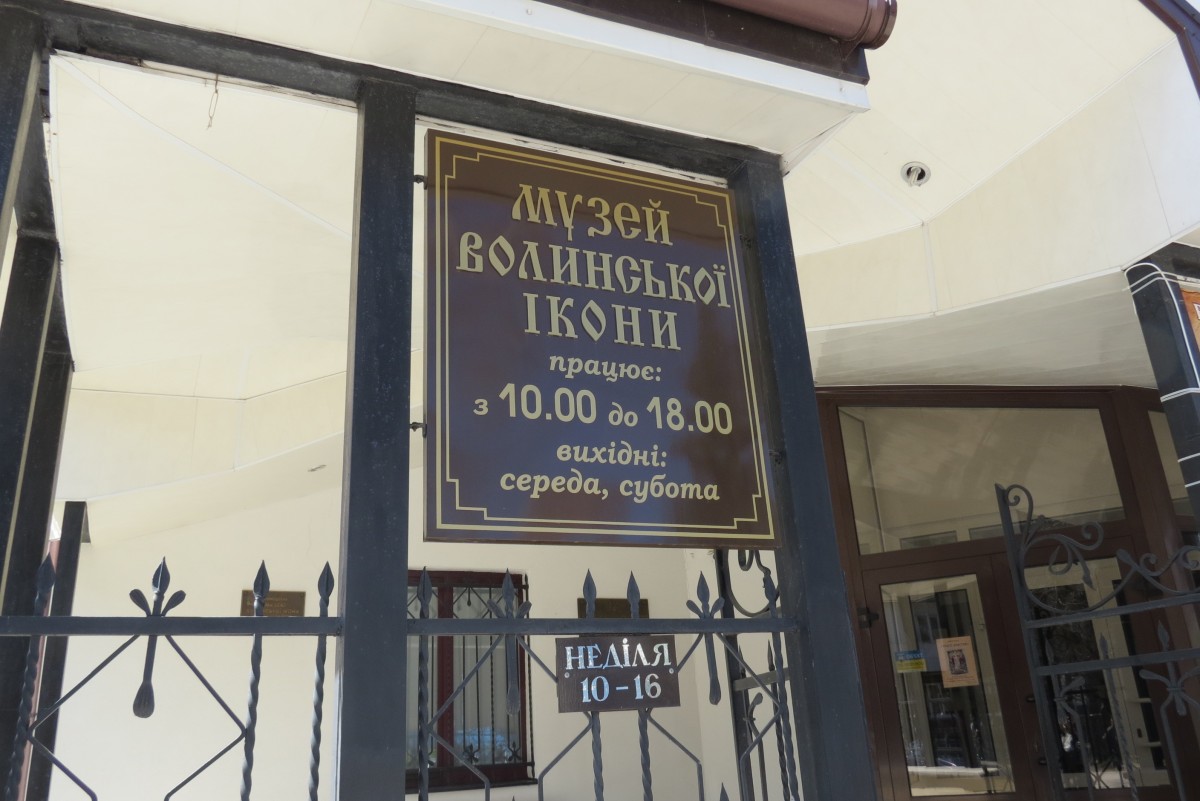 МУЗЕЙ
ВОЛИНСЬКОЇ
ІКОНИ
працює:
з 10.00 до 18.00
вихідні:
середа, субота
НЕДІЛЯ
10-16